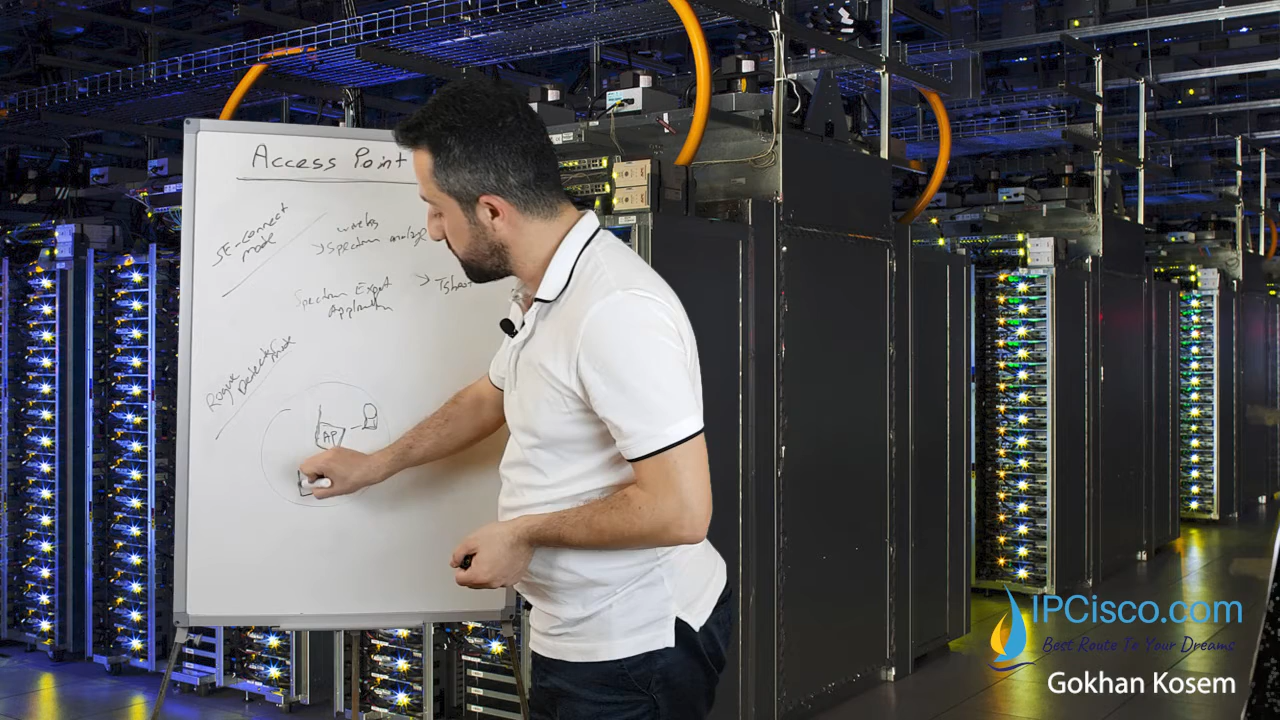 Access Point
SE-Connect
mode
works
→ Spectrum analyz
Spectrum Expert
Application
→ Tshoot
Rogue
Detector
Mode
AP
IPCisco.com
Best Route To Your Dreams
Gokhan Kosem